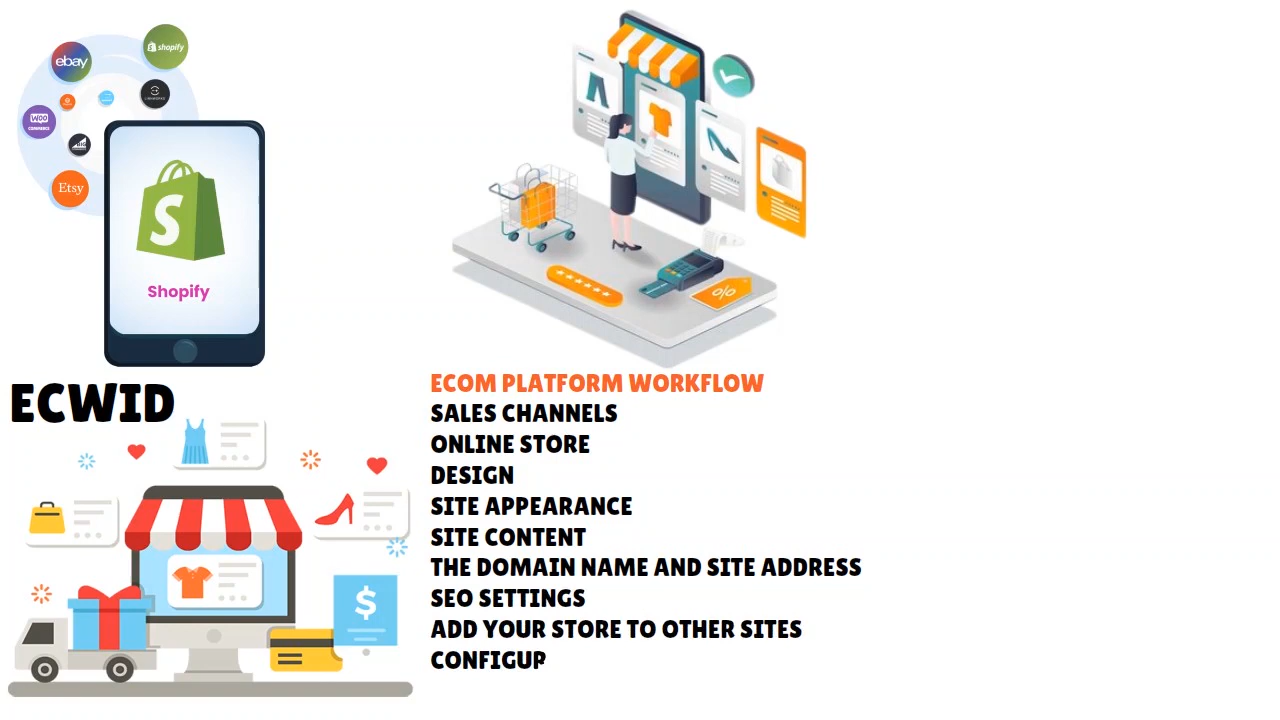 ebay
shopify
WOO
COMMERCE
Etsy
S
Shopify
%
ECWID
$
ECOM PLATFORM WORKFLOW
SALES CHANNELS
ONLINE STORE
DESIGN
SITE APPEARANCE
SITE CONTENT
THE DOMAIN NAME AND SITE ADDRESS
SEO SETTINGS
ADD YOUR STORE TO OTHER SITES